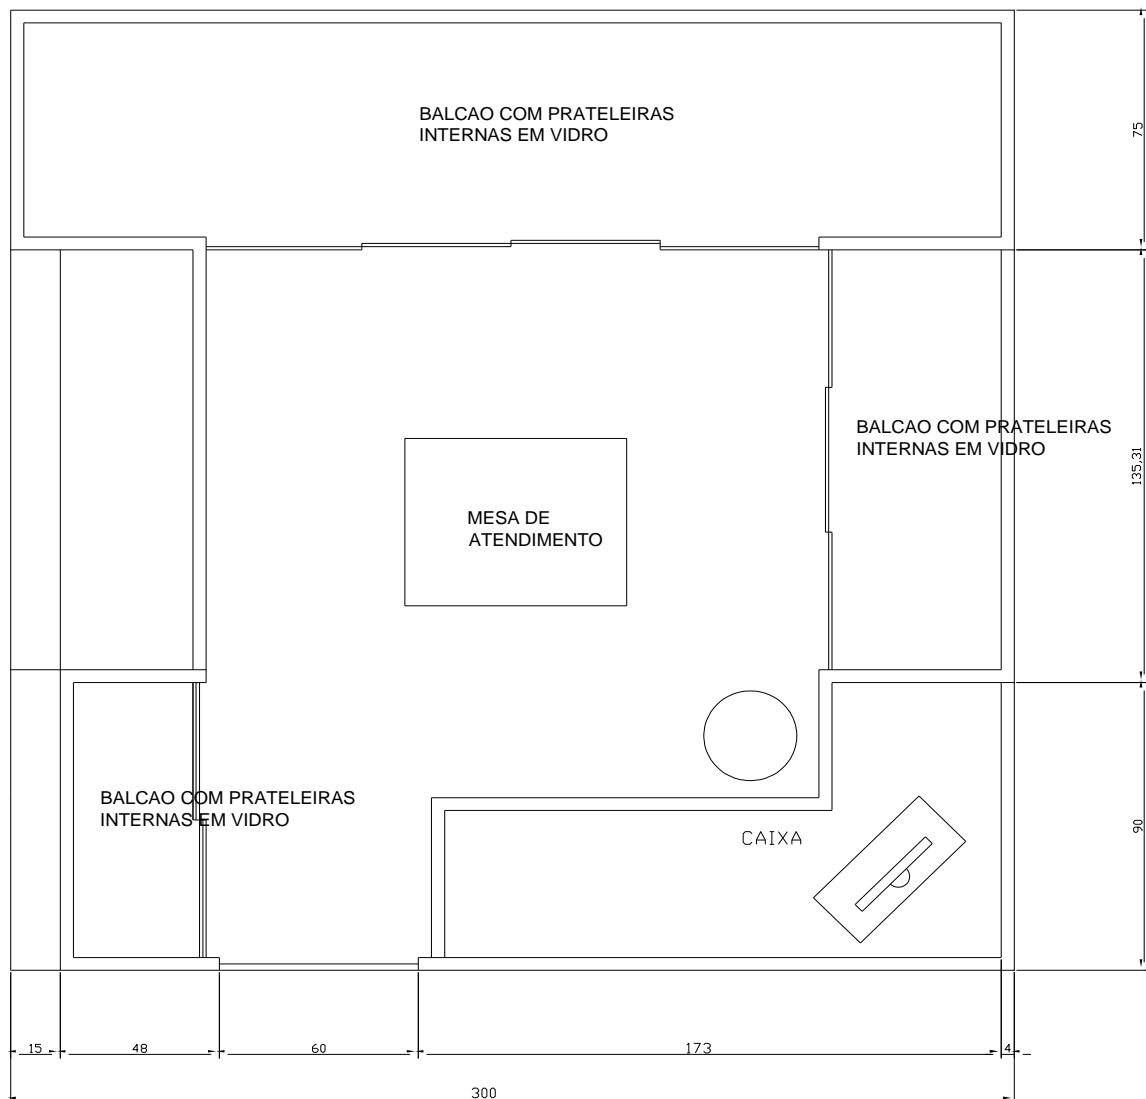 BALCAO COM PRATELEIRAS
INTERNAS EM VIDRO
75
BALCAO COM PRATELEIRAS
INTERNAS EM VIDRO
135,31
MESA DE
ATENDIMENTO
BALCAO COM PRATELEIRAS
INTERNAS EM VIDRO
CAIXA
90
15
48
60
173
4
300